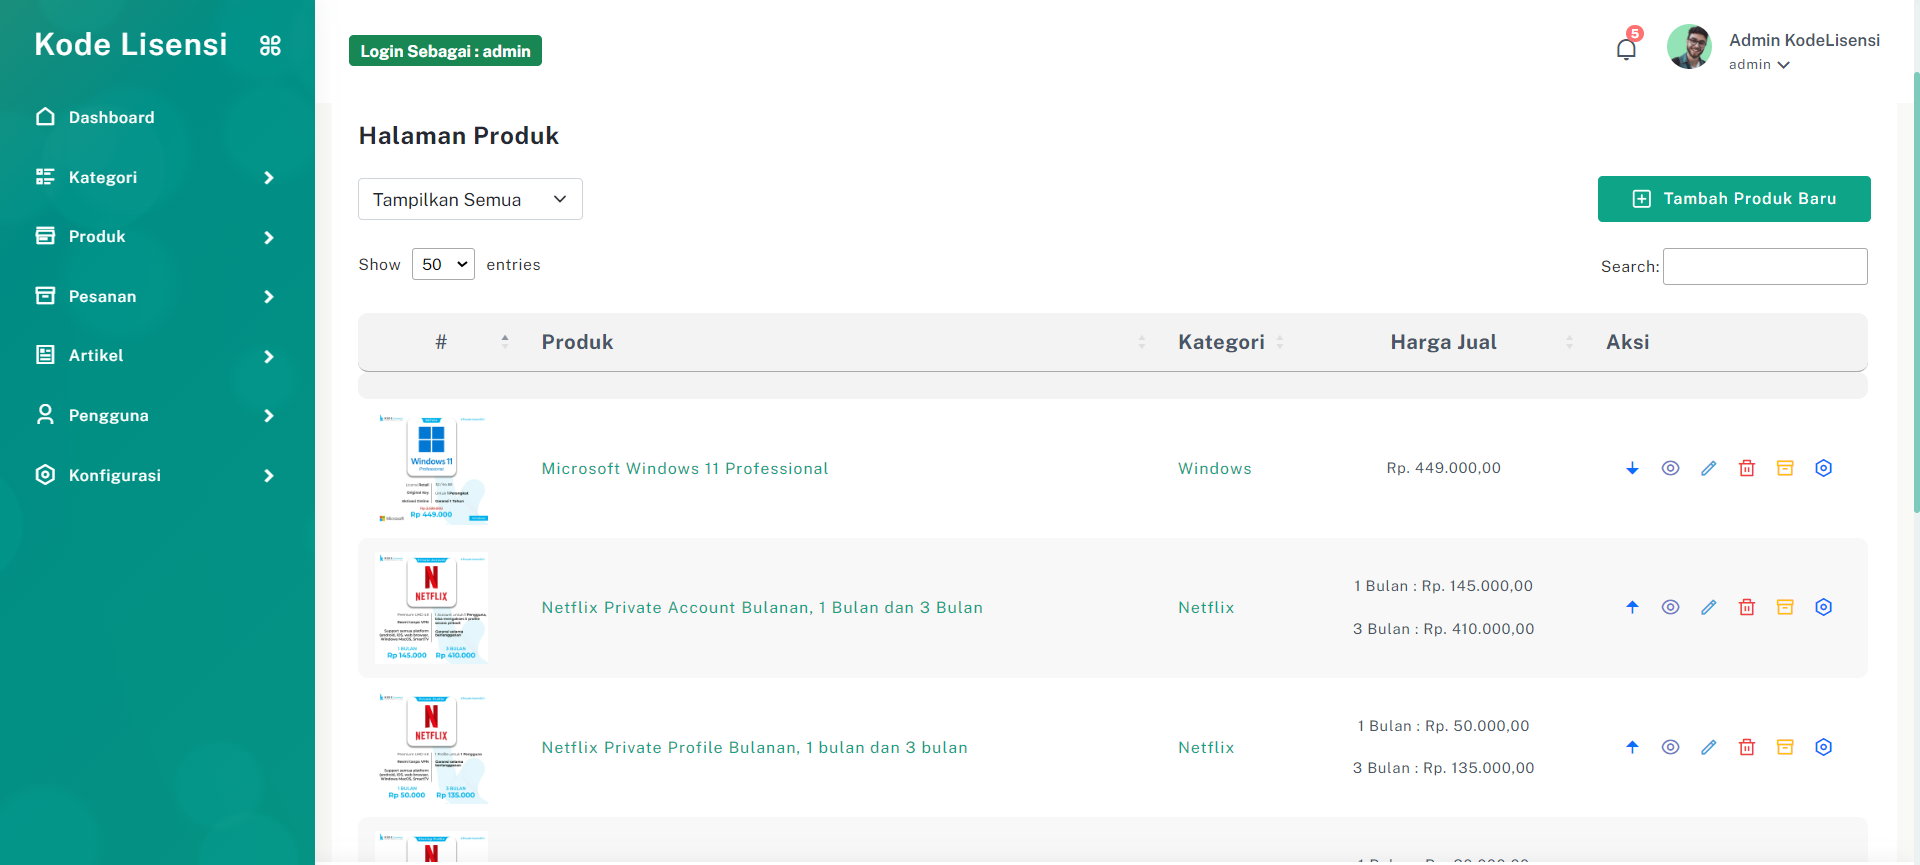 Kode Lisensi
Login Sebagai : admin
5
Admin KodeLisensi
admin
Dashboard
Kategori
Produk
Pesanan
Artikel
Pengguna
Konfigurasi
Halaman Produk
Tampilkan Semua
Tambah Produk Baru
Show 50 entries
Search:
# Produk Kategori Harga Jual Aksi
Windows 11
Professional
Rp 449.000
Microsoft
Microsoft Windows 11 Professional
Windows
Rp. 449.000,00
N
NETFLIX
1 BULAN 3 BULAN
Rp 145.000 Rp 410.000
Netflix Private Account Bulanan, 1 Bulan dan 3 Bulan
Netflix
1 Bulan : Rp. 145.000,00
3 Bulan : Rp. 410.000,00
N
NETFLIX
1 BULAN 3 BULAN
Rp 50.000 Rp 135.000
Netflix Private Profile Bulanan, 1 bulan dan 3 bulan
Netflix
1 Bulan : Rp. 50.000,00
3 Bulan : Rp. 135.000,00
N